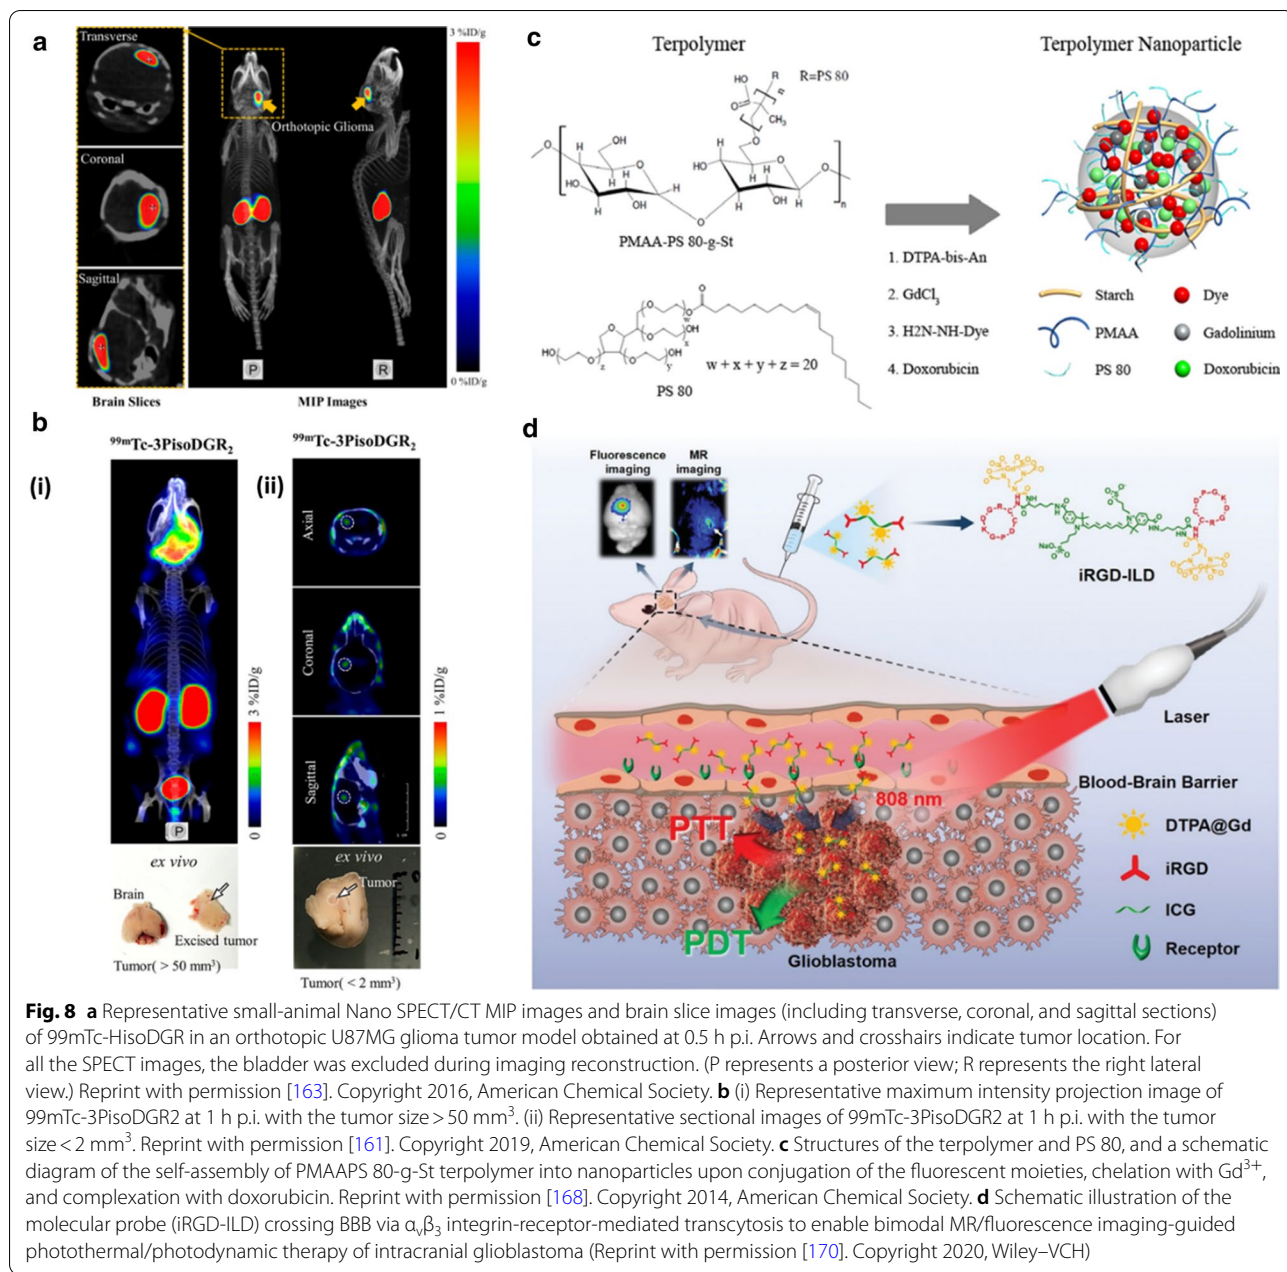 a
Transverse
Coronal
Sagittal
Brain Slices
Orthotopic Glioma
P
R
MIP Images
3 %ID/g
0 %ID/g
b
99mTc-3PisoDGR2
(i)
P
3 %ID/g
0
ex vivo
Brain
Excised tumor
Tumor( > 50 mm3)
99mTc-3PisoDGR2
(ii)
Axial
Coronal
Sagittal
1 %ID/g
0
ex vivo
Tumor
Tumor( < 2 mm3)
c
Terpolymer
R=PS 80
PMAA-PS 80-g-St
PS 80
w + x + y + z = 20
1. DTPA-bis-An
2. GdCl3
3. H2N-NH-Dye
4. Doxorubicin
Terpolymer Nanoparticle
Starch
Dye
PMAA
Gadolinium
PS 80
Doxorubicin
d
Fluorescence
imaging
MR
imaging
iRGD-ILD
Laser
Blood-Brain Barrier
808 nm
PTT
PDT
Glioblastoma
DTPA@Gd
iRGD
ICG
Receptor
Fig. 8 a Representative small-animal Nano SPECT/CT MIP images and brain slice images (including transverse, coronal, and sagittal sections)
of 99mTc-HisoDGR in an orthotopic U87MG glioma tumor model obtained at 0.5 h p.i. Arrows and crosshairs indicate tumor location. For
all the SPECT images, the bladder was excluded during imaging reconstruction. (P represents a posterior view; R represents the right lateral
view.) Reprint with permission [163]. Copyright 2016, American Chemical Society. b (i) Representative maximum intensity projection image of
99mTc-3PisoDGR2 at 1 h p.i. with the tumor size > 50 mm3. (ii) Representative sectional images of 99mTc-3PisoDGR2 at 1 h p.i. with the tumor
size < 2 mm3. Reprint with permission [161]. Copyright 2019, American Chemical Society. c Structures of the terpolymer and PS 80, and a schematic
diagram of the self-assembly of PMAAPS 80-g-St terpolymer into nanoparticles upon conjugation of the fluorescent moieties, chelation with Gd3+,
and complexation with doxorubicin. Reprint with permission [168]. Copyright 2014, American Chemical Society. d Schematic illustration of the
molecular probe (iRGD-ILD) crossing BBB via αvβ3 integrin-receptor-mediated transcytosis to enable bimodal MR/fluorescence imaging-guided
photothermal/photodynamic therapy of intracranial glioblastoma (Reprint with permission [170]. Copyright 2020, Wiley–VCH)